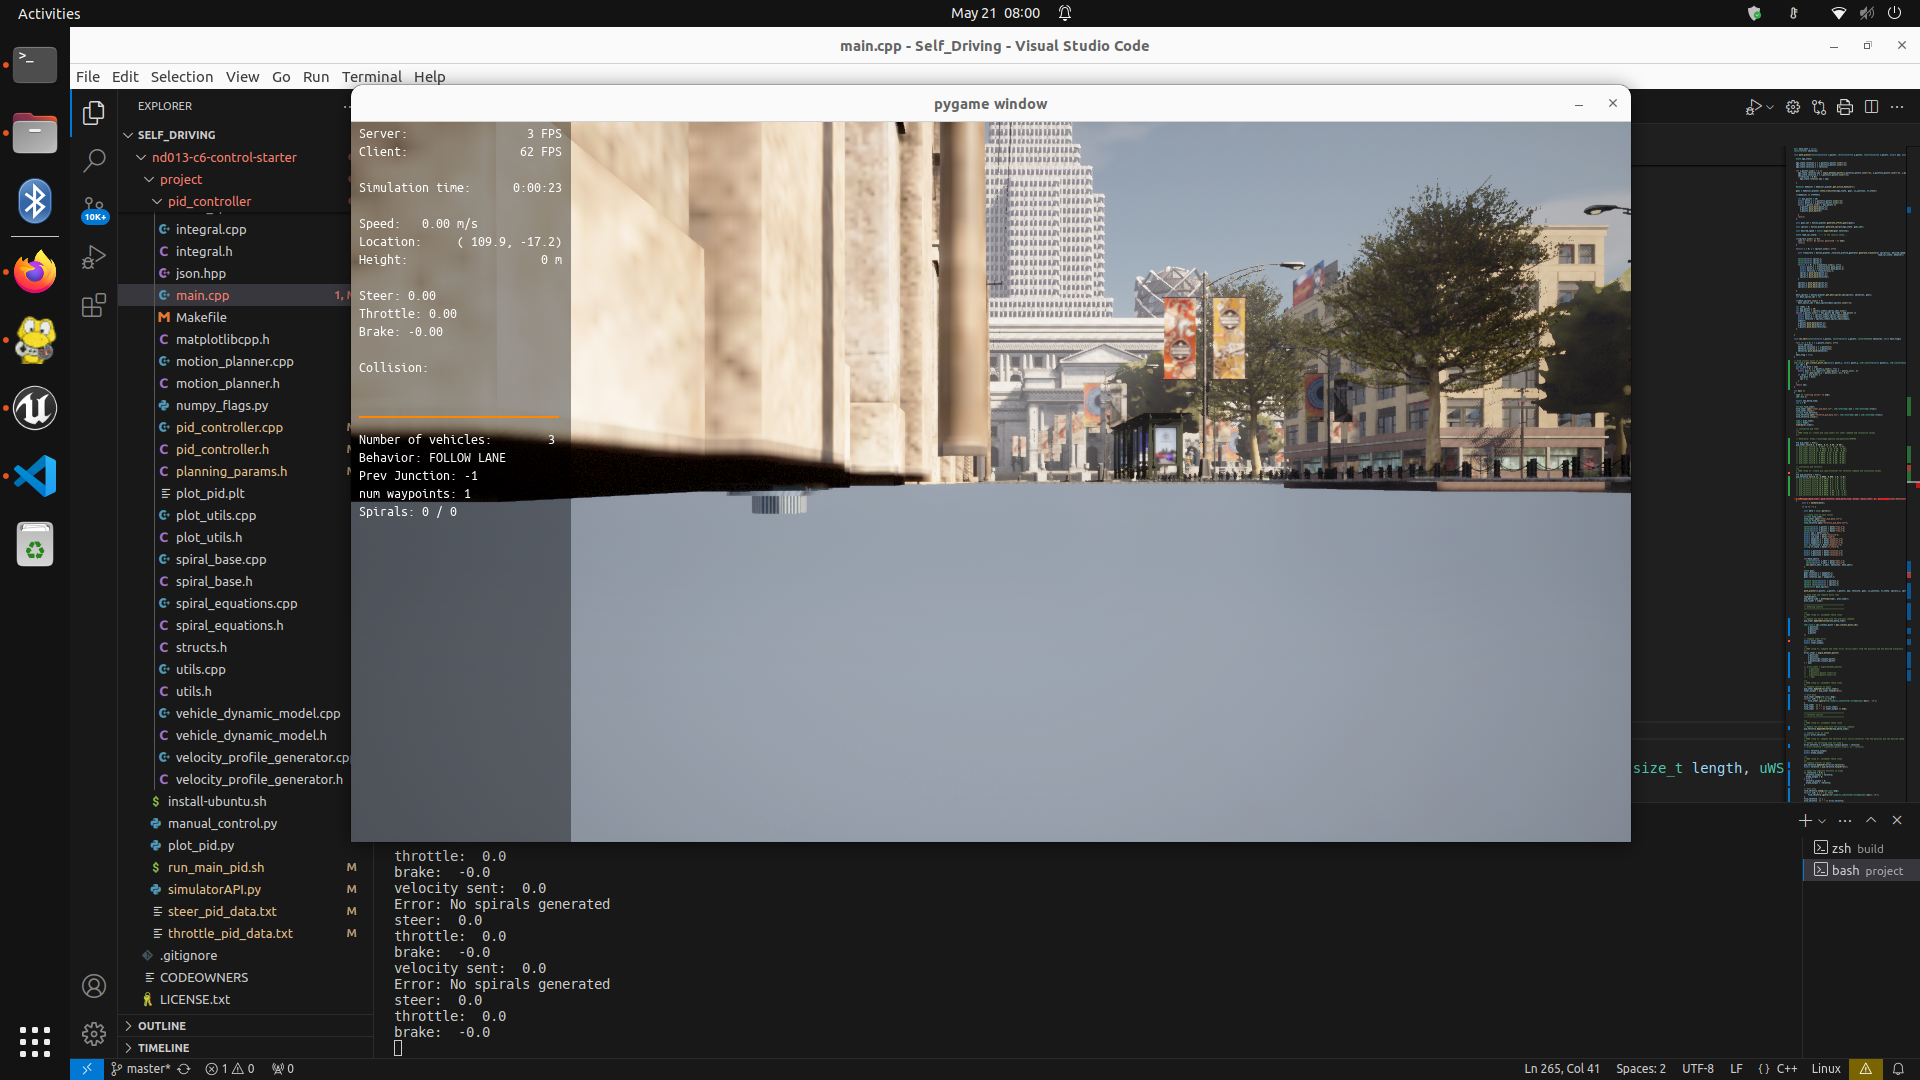 Activities
May 21 08:00
main.cpp - Self_Driving - Visual Studio Code
File Edit Selection View Go Run Terminal Help
EXPLORER
SELF_DRIVING
nd013-c6-control-starter
project
pid_controller
10K+
integral.cpp
integral.h
json.hpp
main.cpp 1,
Makefile
matplotlibcpp.h
motion_planner.cpp
motion_planner.h
numpy_flags.py
pid_controller.cpp
pid_controller.h
planning_params.h
plot_pid.plt
plot_utils.cpp
plot_utils.h
spiral_base.cpp
spiral_base.h
spiral_equations.cpp
spiral_equations.h
structs.h
utils.cpp
utils.h
vehicle_dynamic_model.cpp
vehicle_dynamic_model.h
velocity_profile_generator.cpp
velocity_profile_generator.h
install-ubuntu.sh
manual_control.py
plot_pid.py
run_main_pid.sh M
simulatorAPI.py M
steer_pid_data.txt M
throttle_pid_data.txt M
.gitignore
CODEOWNERS
LICENSE.txt
OUTLINE
TIMELINE
pygame window
Server: 3 FPS
Client: 62 FPS
Simulation time: 0:00:23
Speed: 0.00 m/s
Location: ( 109.9, -17.2)
Height: 0 m
Steer: 0.00
Throttle: 0.00
Brake: -0.00
Collision:
Number of vehicles: 3
Behavior: FOLLOW LANE
Prev Junction: -1
num waypoints: 1
Spirals: 0 / 0
size_t length, uWS
throttle: 0.0
brake: -0.0
velocity sent: 0.0
Error: No spirals generated
steer: 0.0
throttle: 0.0
brake: -0.0
velocity sent: 0.0
Error: No spirals generated
steer: 0.0
throttle: 0.0
brake: -0.0
zsh build
bash project
master* 1 0 0
Ln 265, Col 41 Spaces: 2 UTF-8 LF {} C++ Linux